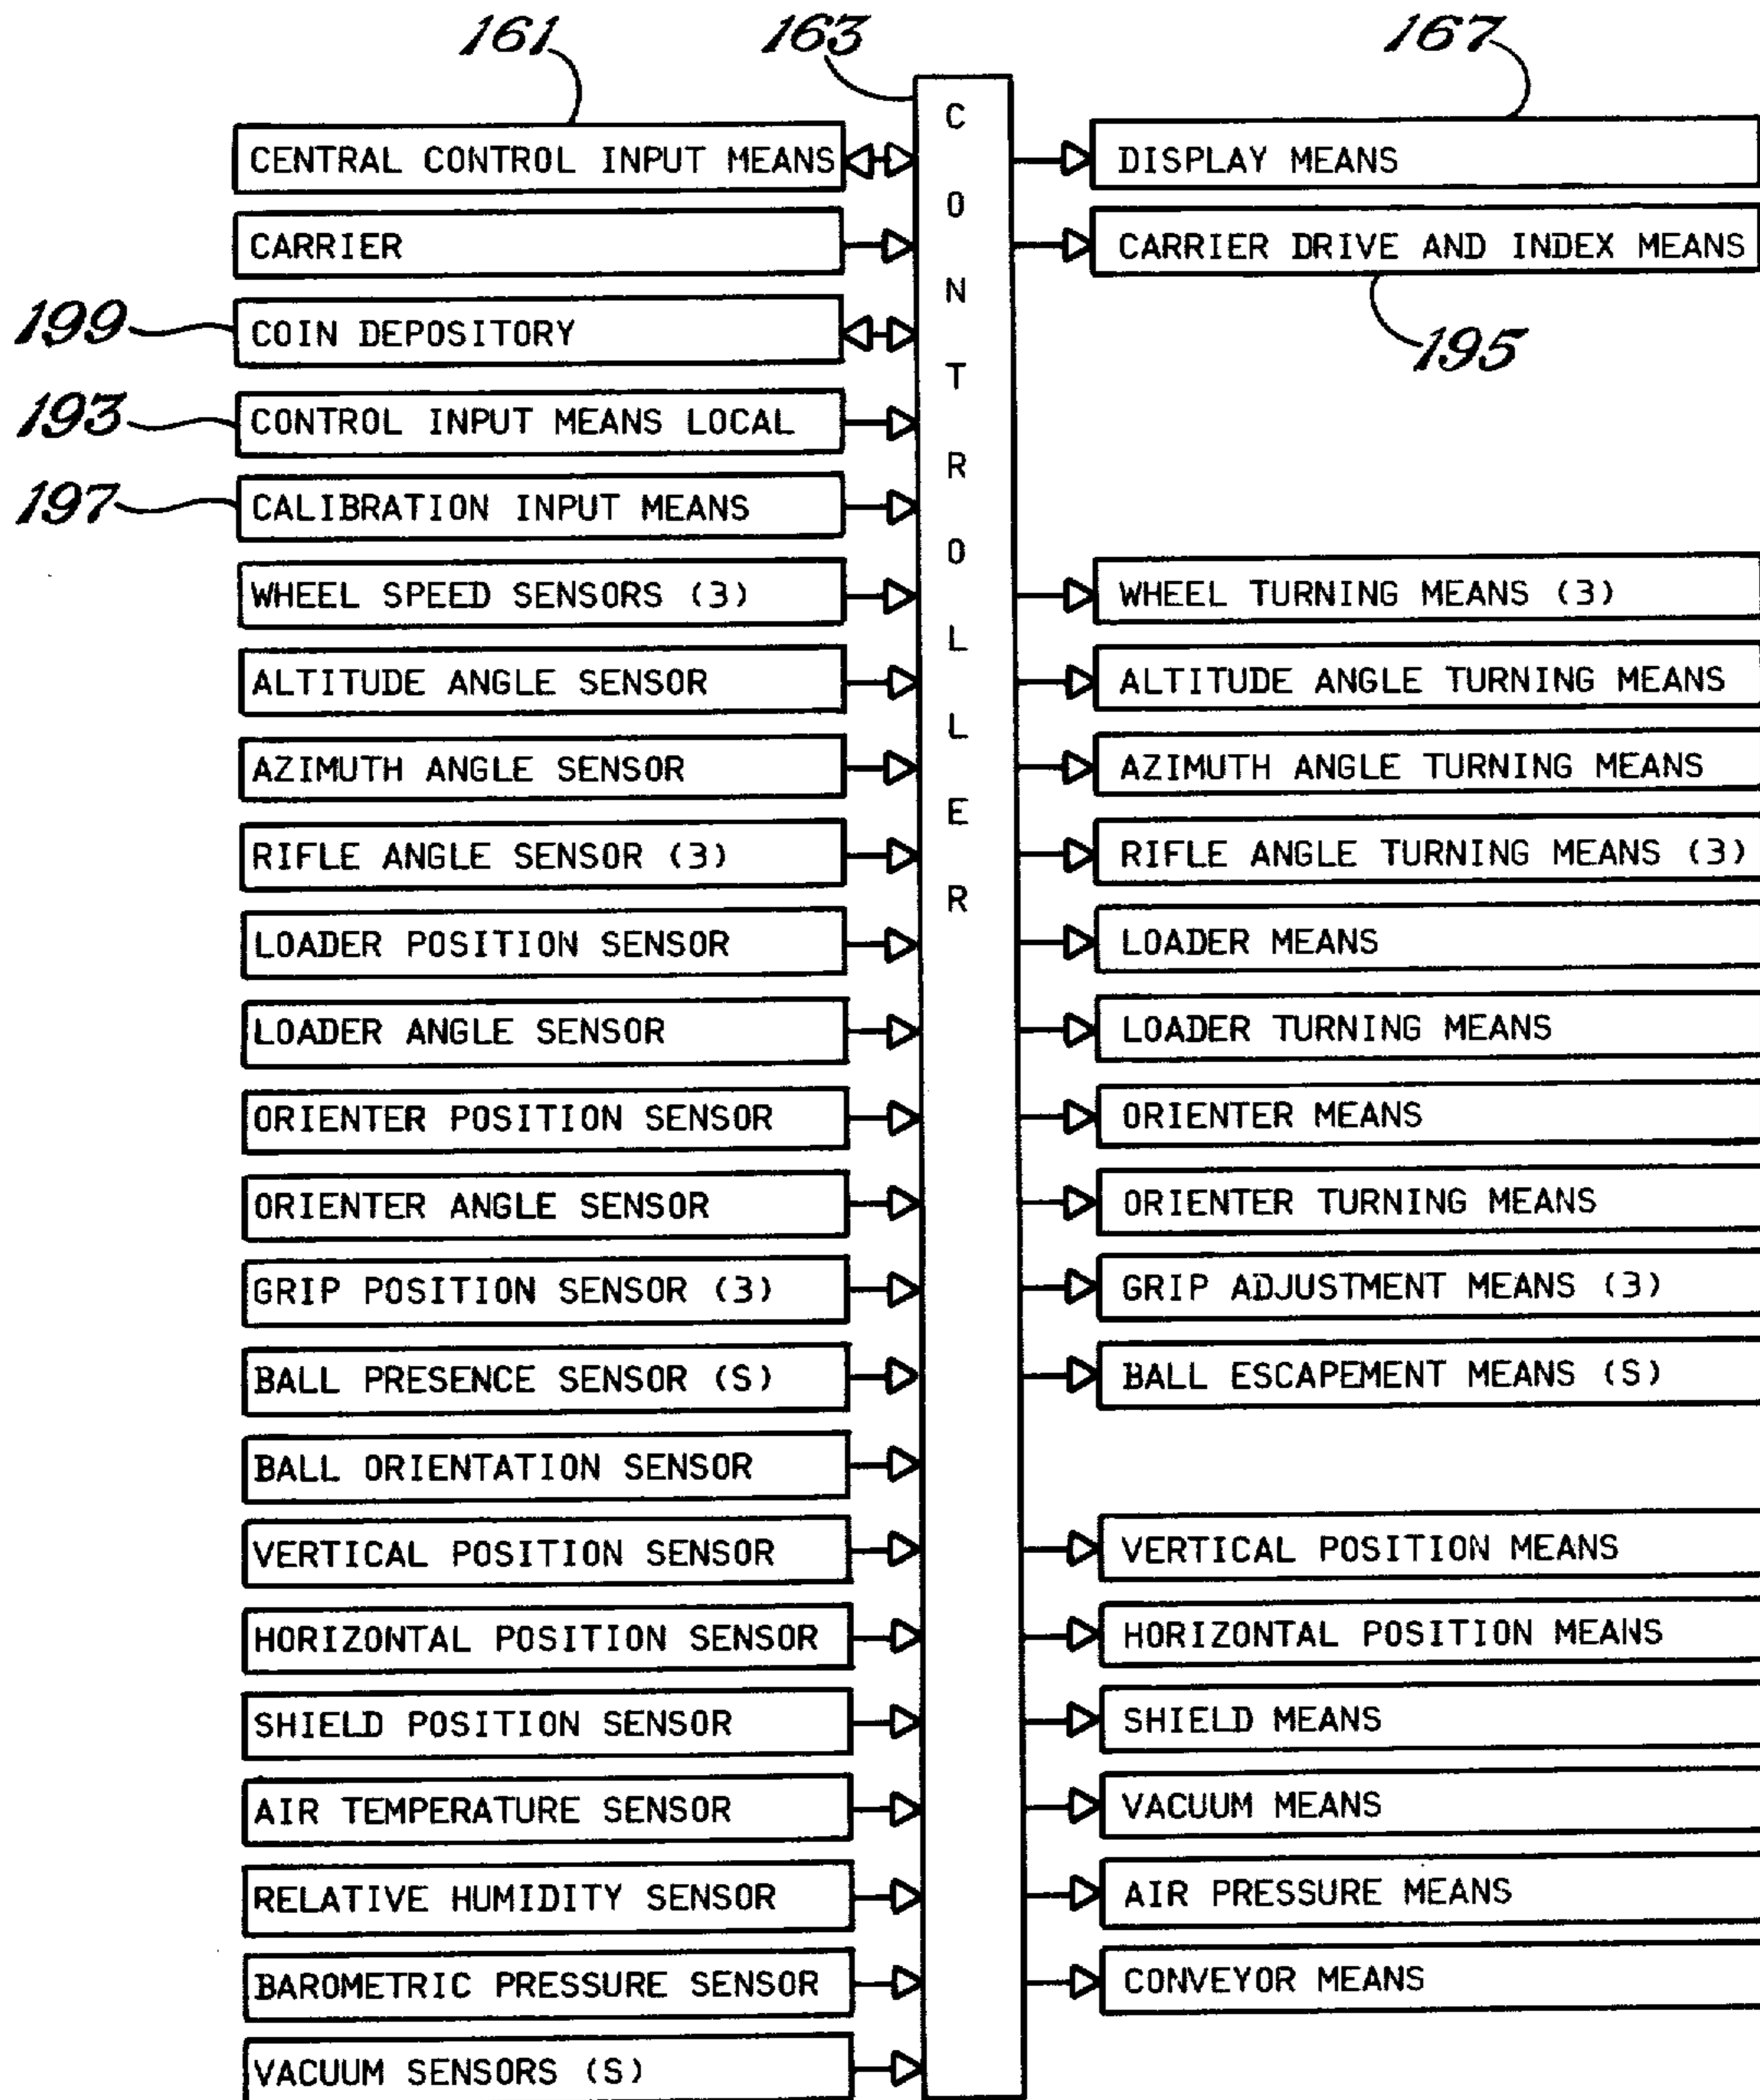 161
163
167
CENTRAL CONTROL INPUT MEANS
CARRIER
199
COIN DEPOSITORY
193
CONTROL INPUT MEANS LOCAL
197
CALIBRATION INPUT MEANS
WHEEL SPEED SENSORS (3)
ALTITUDE ANGLE SENSOR
AZIMUTH ANGLE SENSOR
RIFLE ANGLE SENSOR (3)
LOADER POSITION SENSOR
LOADER ANGLE SENSOR
ORIENTER POSITION SENSOR
ORIENTER ANGLE SENSOR
GRIP POSITION SENSOR (3)
BALL PRESENCE SENSOR (S)
BALL ORIENTATION SENSOR
VERTICAL POSITION SENSOR
HORIZONTAL POSITION SENSOR
SHIELD POSITION SENSOR
AIR TEMPERATURE SENSOR
RELATIVE HUMIDITY SENSOR
BAROMETRIC PRESSURE SENSOR
VACUUM SENSORS (S)
CONTROLLER
DISPLAY MEANS
CARRIER DRIVE AND INDEX MEANS
195
WHEEL TURNING MEANS (3)
ALTITUDE ANGLE TURNING MEANS
AZIMUTH ANGLE TURNING MEANS
RIFLE ANGLE TURNING MEANS (3)
LOADER MEANS
LOADER TURNING MEANS
ORIENTER MEANS
ORIENTER TURNING MEANS
GRIP ADJUSTMENT MEANS (3)
BALL ESCAPEMENT MEANS (S)
VERTICAL POSITION MEANS
HORIZONTAL POSITION MEANS
SHIELD MEANS
VACUUM MEANS
AIR PRESSURE MEANS
CONVEYOR MEANS